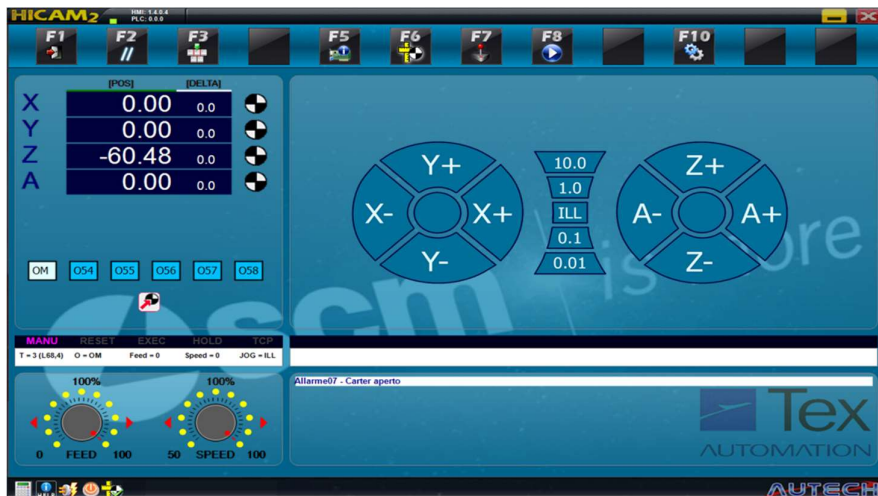 HICAM2 HMI: 1.4.0.4
PLC: 0.0.0
F1 F2 F3 F5 F6 F7 F8 F10
[POS] [DELTA]
X 0.00 0.0
Y 0.00 0.0
Z -60.48 0.0
A 0.00 0.0
OM O54 O55 O56 O57 O58
Y+
X- X+
Y-
10.0
1.0
ILL
0.1
0.01
Z+
A- A+
Z-
scm is more
MANU RESET EXEC HOLD TCP
T = 3 (L68,4) O = OM Feed = 0 Speed = 0 JOG = ILL
100% 100%
0 FEED 100 50 SPEED 100
Allarme07 - Carter aperto
Tex
AUTOMATION
HELP
AUTECH